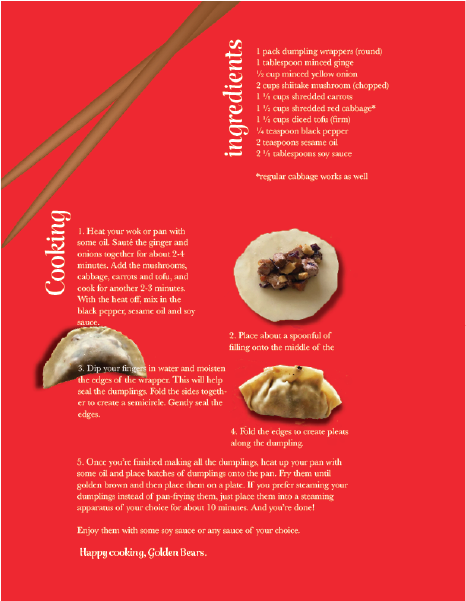 ingredients
1 pack dumpling wrappers (round)
1 tablespoon minced ginge
½ cup minced yellow onion
2 cups shiitake mushroom (chopped)
1 ½ cups shredded carrots
1 ½ cups shredded red cabbage*
1 ½ cups diced tofu (firm)
¼ teaspoon black pepper
2 teaspoons sesame oil
2 ½ tablespoons soy sauce
*regular cabbage works as well
Cooking
1. Heat your wok or pan with
some oil. Sauté the ginger and
onions together for about 2-4
minutes. Add the mushrooms,
cabbage, carrots and tofu, and
cook for another 2-3 minutes.
With the heat off, mix in the
black pepper, sesame oil and soy
sauce.
2. Place about a spoonful of
filling onto the middle of the
3. Dip your fingers in water and moisten
the edges of the wrapper. This will help
seal the dumplings. Fold the sides togeth-
er to create a semicircle. Gently seal the
edges.
4. Fold the edges to create pleats
along the dumpling.
5. Once you're finished making all the dumplings, heat up your pan with
some oil and place batches of dumplings onto the pan. Fry them until
golden brown and then place them on a plate. If you prefer steaming your
dumplings instead of pan-frying them, just place them into a steaming
apparatus of your choice for about 10 minutes. And you're done!
Enjoy them with some soy sauce or any sauce of your choice.
Happy cooking, Golden Bears.